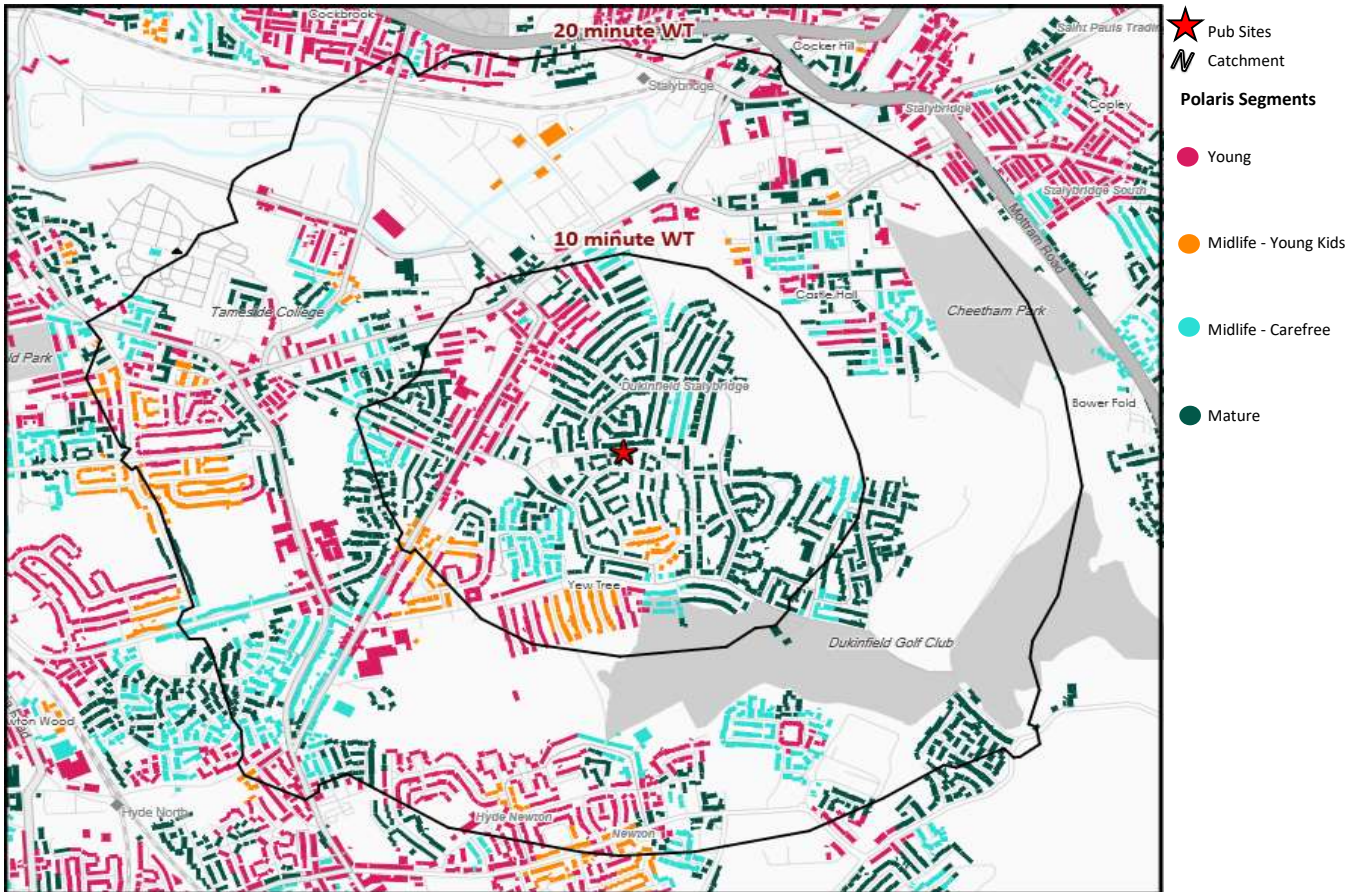 Cockbrook
20 minute WT
Cocker Hill
Saint Pauls Tradin
Stalybridge
Stalybridge
Copley
Stalybridge South
Mottram Road
10 minute WT
Castle Hall
Tameside College
Cheetham Park
ld Park
Dukinfield Stalybridge
Bower Fold
Yew Tree
Dukinfield Golf Club
wton Wood
Hyde North
Hyde Newton
Newton
Pub Sites
Catchment
Polaris Segments
Young
Midlife - Young Kids
Midlife - Carefree
Mature